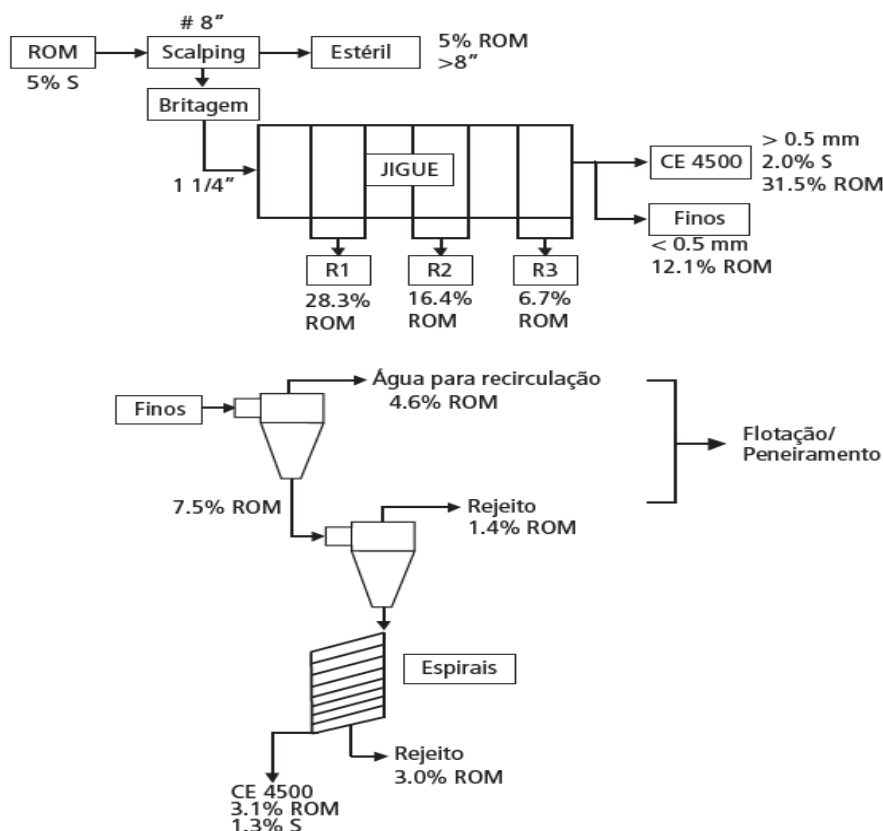 # 8”
ROM
Scalping
Estéril
5% ROM
>8”
5% S
Britagem
1 1/4”
JIGUE
CE 4500
> 0.5 mm
2.0% S
31.5% ROM
Finos
< 0.5 mm
12.1% ROM
R1
R2
R3
28.3%
ROM
16.4%
ROM
6.7%
ROM
Finos
Água para recirculação
4.6% ROM
Flotação/
Peneiramento
7.5% ROM
Rejeito
1.4% ROM
Espirais
Rejeito
3.0% ROM
CE 4500
3.1% ROM
1.3% S